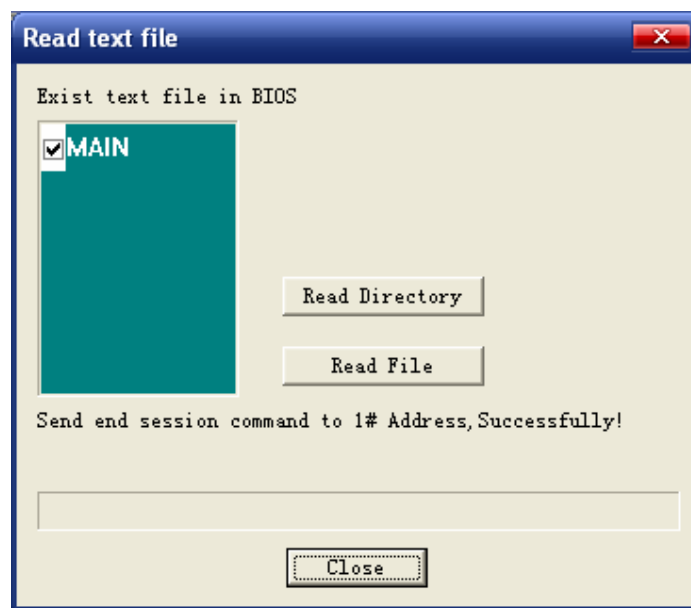 Read text file
Exist text file in BIOS
MAIN
Read Directory
Read File
Send end session command to 1# Address, Successfully!
Close